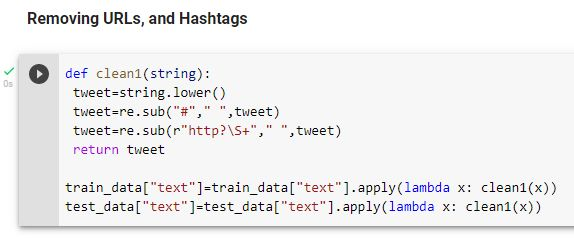 Removing URLs, and Hashtags
0s
def clean1(string):
 tweet=string.lower()
 tweet=re.sub("#"," ",tweet)
 tweet=re.sub(r"http?\S+"," ",tweet)
 return tweet

train_data["text"]=train_data["text"].apply(lambda x: clean1(x))
test_data["text"]=test_data["text"].apply(lambda x: clean1(x))